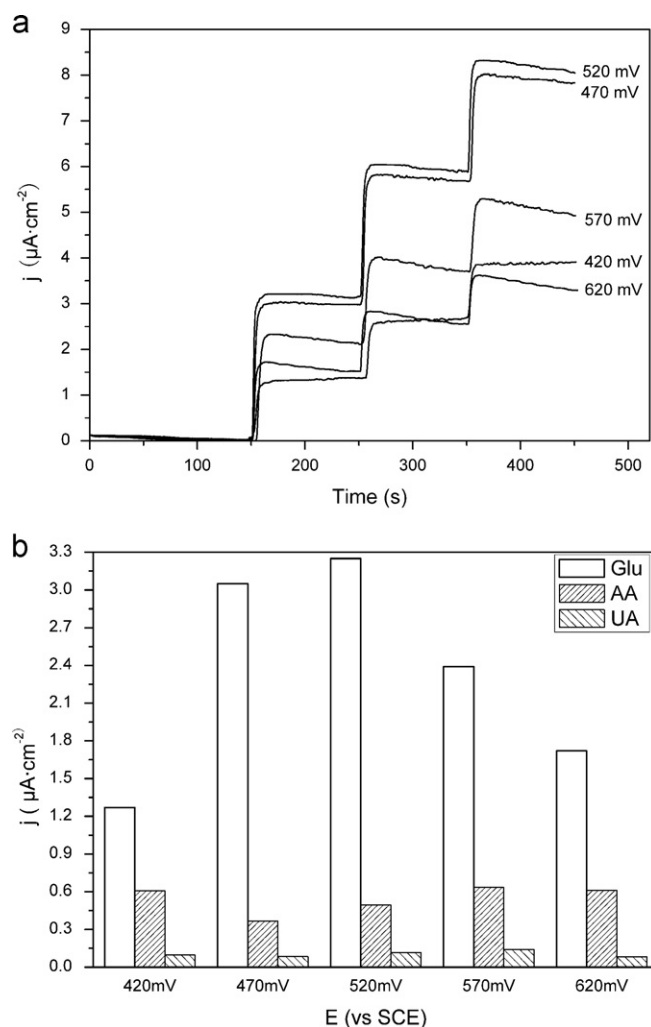 a
9
8
7
6
5
4
3
2
1
0
j (μA·cm-2)
520 mV
470 mV
570 mV
420 mV
620 mV
0 100 200 300 400 500
Time (s)
b
3.3
3.0
2.7
2.4
2.1
1.8
1.5
1.2
0.9
0.6
0.3
0.0
j ( μA·cm-2)
Glu
AA
UA
420mV 470mV 520mV 570mV 620mV
E (vs SCE)